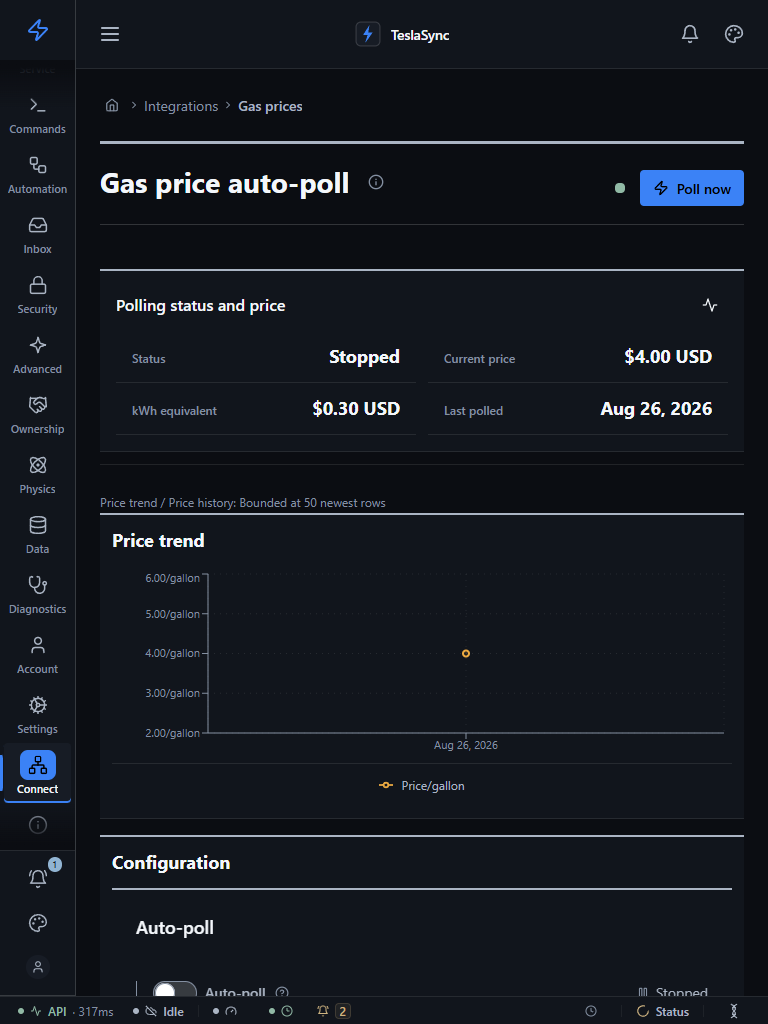 TeslaSync
Service
Commands
Automation
Inbox
Security
Advanced
Ownership
Physics
Data
Diagnostics
Account
Settings
Connect
1
Integrations
Gas prices
Gas price auto-poll
Poll now
Polling status and price
Status
Stopped
Current price
$4.00 USD
kWh equivalent
$0.30 USD
Last polled
Aug 26, 2026
Price trend / Price history: Bounded at 50 newest rows
Price trend
6.00/gallon
5.00/gallon
4.00/gallon
3.00/gallon
2.00/gallon
Aug 26, 2026
Price/gallon
Configuration
Auto-poll
Auto-poll
Stopped
API · 317ms
Idle
2
Status